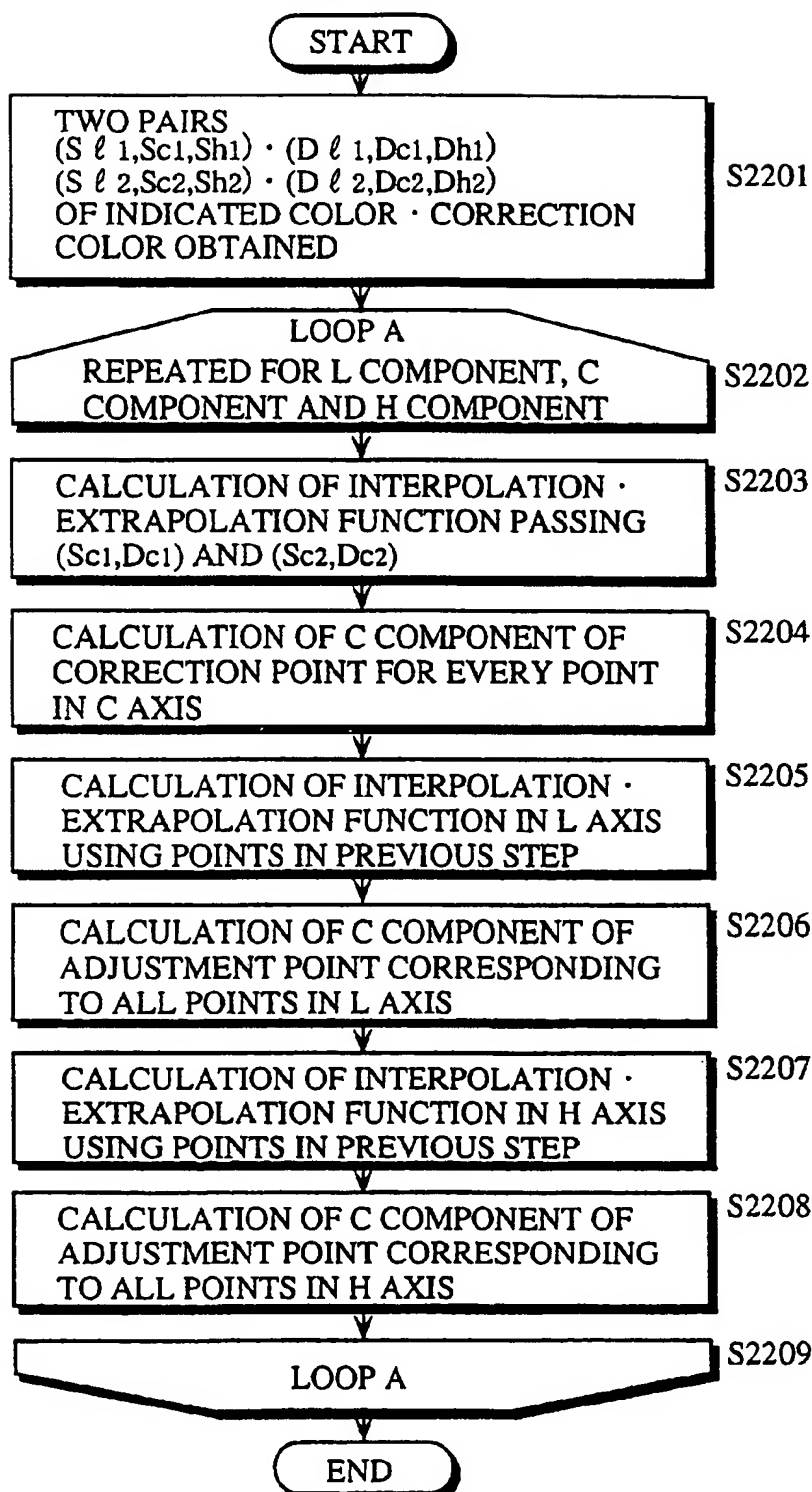 START
TWO PAIRS
(S ℓ 1,Sc1,Sh1) · (D ℓ 1,Dc1,Dh1)
(S ℓ 2,Sc2,Sh2) · (D ℓ 2,Dc2,Dh2)
OF INDICATED COLOR · CORRECTION
COLOR OBTAINED
S2201
LOOP A
REPEATED FOR L COMPONENT, C
COMPONENT AND H COMPONENT
S2202
CALCULATION OF INTERPOLATION ·
EXTRAPOLATION FUNCTION PASSING
(Sc1,Dc1) AND (Sc2,Dc2)
S2203
CALCULATION OF C COMPONENT OF
CORRECTION POINT FOR EVERY POINT
IN C AXIS
S2204
CALCULATION OF INTERPOLATION ·
EXTRAPOLATION FUNCTION IN L AXIS
USING POINTS IN PREVIOUS STEP
S2205
CALCULATION OF C COMPONENT OF
ADJUSTMENT POINT CORRESPONDING
TO ALL POINTS IN L AXIS
S2206
CALCULATION OF INTERPOLATION ·
EXTRAPOLATION FUNCTION IN H AXIS
USING POINTS IN PREVIOUS STEP
S2207
CALCULATION OF C COMPONENT OF
ADJUSTMENT POINT CORRESPONDING
TO ALL POINTS IN H AXIS
S2208
LOOP A
S2209
END